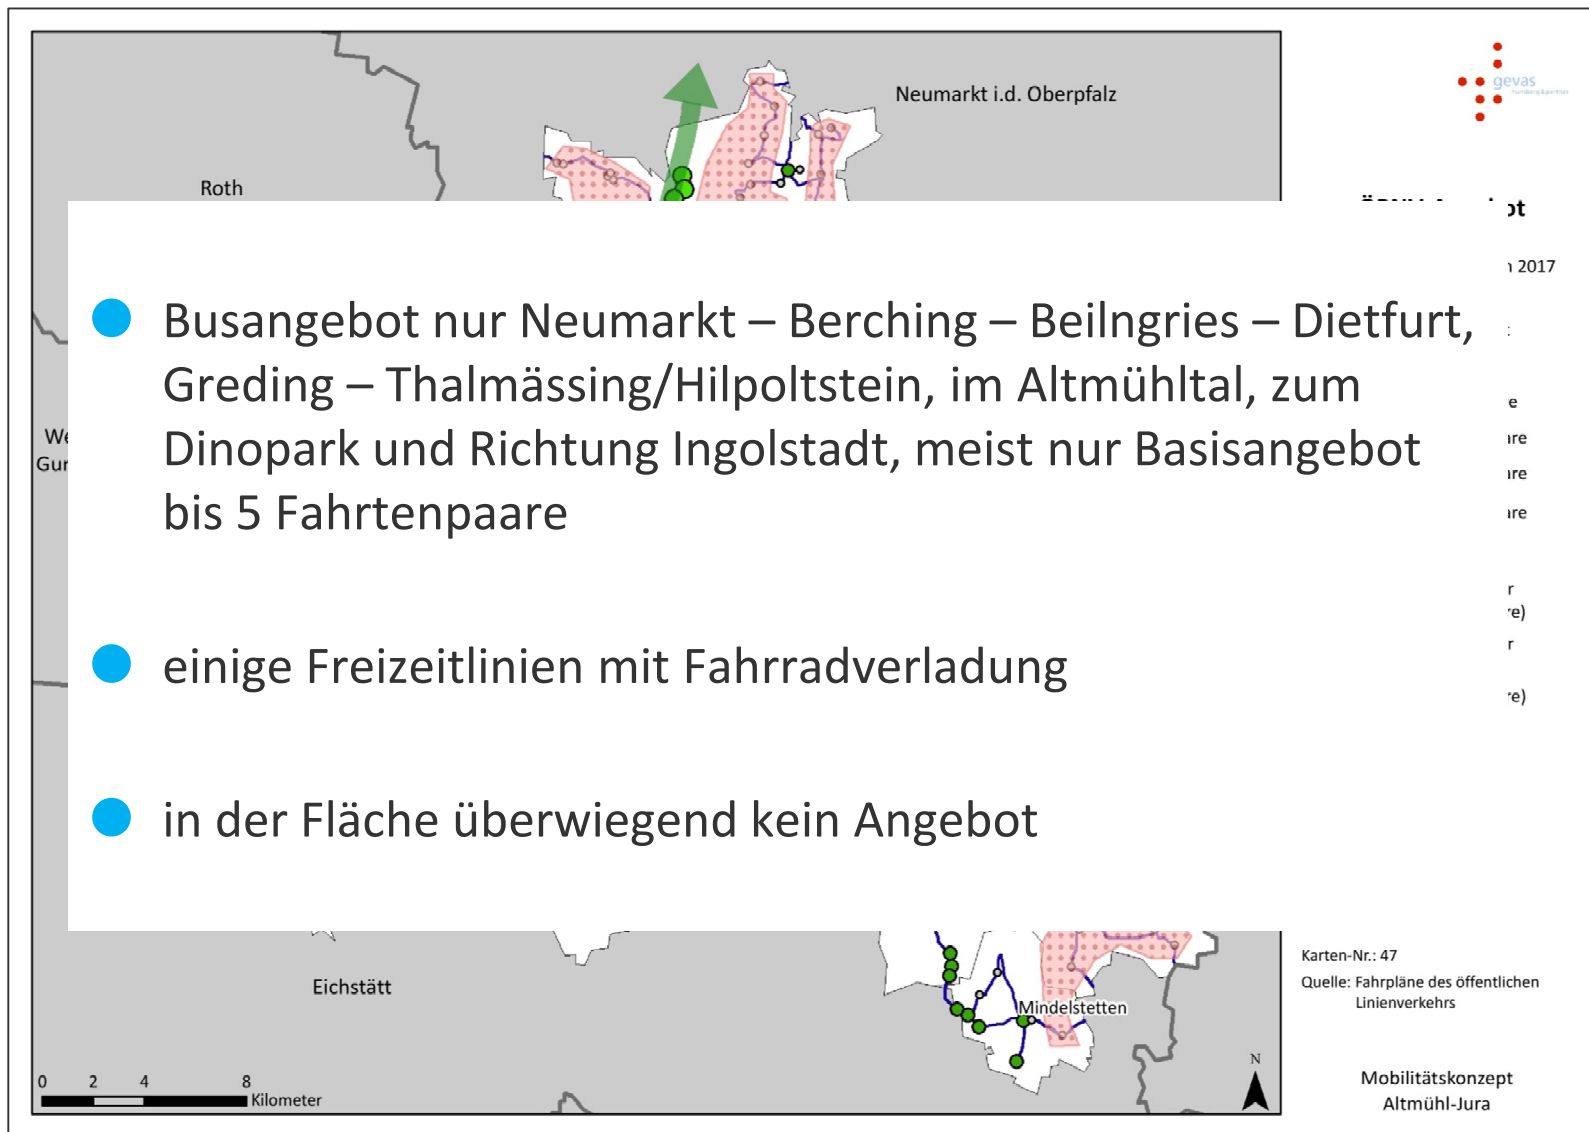 Neumarkt i.d. Oberpfalz
gevas
Roth
2017
Busangebot nur Neumarkt – Berching – Beilngries – Dietfurt,
Greding – Thalmässing/Hilpoltstein, im Altmühltal, zum
Dinopark und Richtung Ingolstadt, meist nur Basisangebot
bis 5 Fahrtenpaare
einige Freizeitlinien mit Fahrradverladung
in der Fläche überwiegend kein Angebot
Karten-Nr.: 47
Quelle: Fahrpläne des öffentlichen
Linienverkehrs
Eichstätt
Mindelstetten
N
0 2 4 8
Kilometer
Mobilitätskonzept
Altmühl-Jura